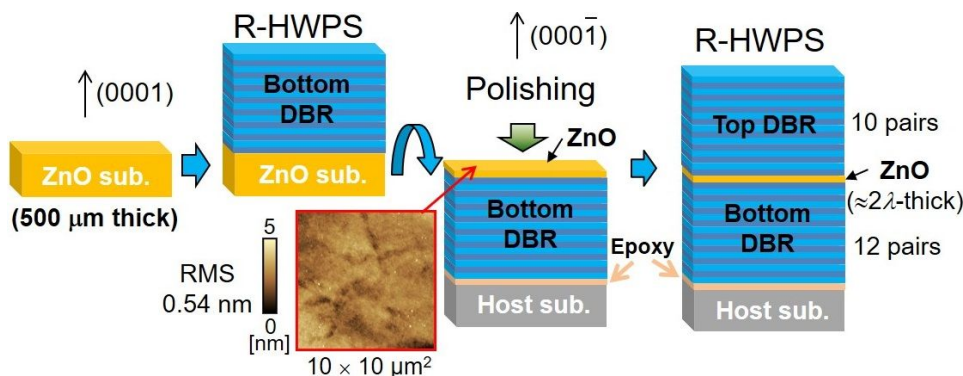 R-HWPS
(0001)
Bottom
DBR
ZnO sub.
(500 μm thick)
ZnO sub.
(0001̄)
Polishing
ZnO
Bottom
DBR
Epoxy
Host sub.
5
0
[nm]
RMS
0.54 nm
10 × 10 μm²
R-HWPS
Top DBR
10 pairs
ZnO
(≈2λ-thick)
Bottom
DBR
12 pairs
Host sub.